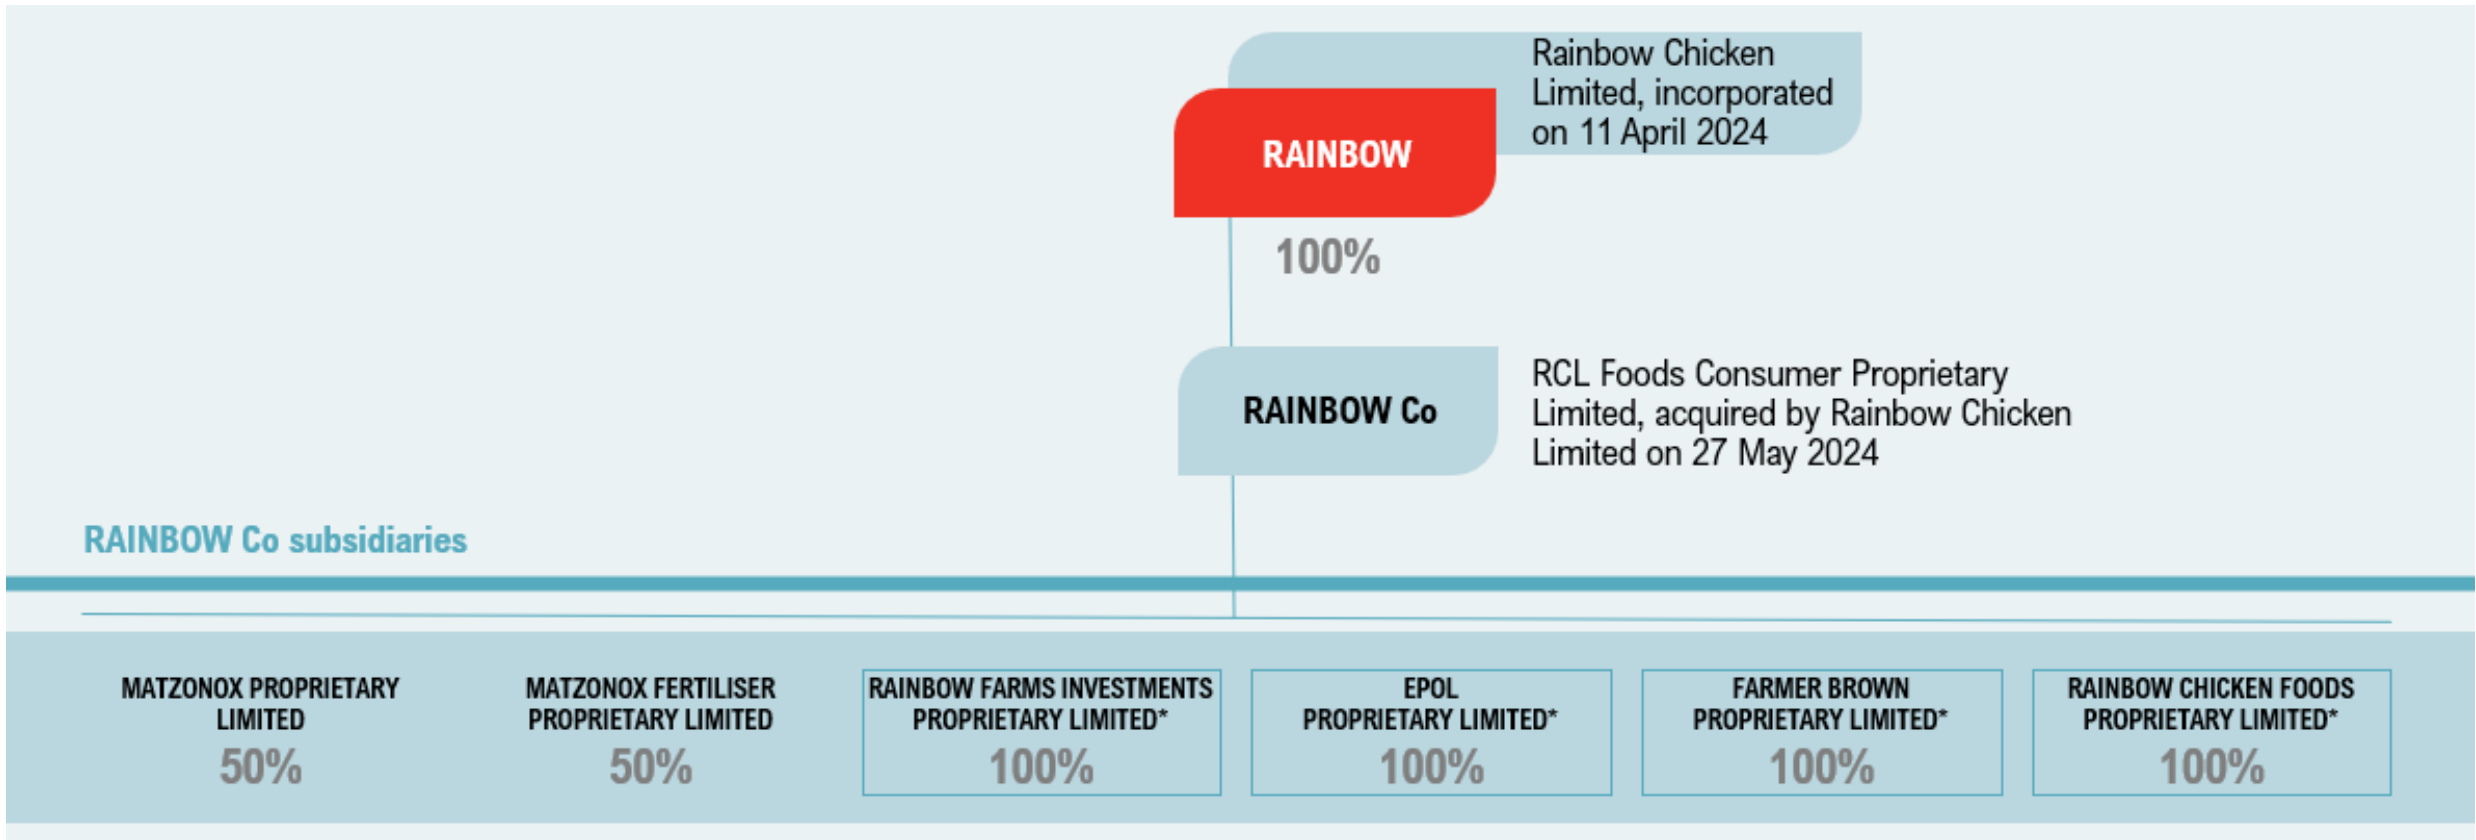 Rainbow Chicken
Limited, incorporated
on 11 April 2024
RAINBOW
100%
RAINBOW Co
RCL Foods Consumer Proprietary
Limited, acquired by Rainbow Chicken
Limited on 27 May 2024
RAINBOW Co subsidiaries
MATZONOX PROPRIETARY
LIMITED
50%
MATZONOX FERTILISER
PROPRIETARY LIMITED
50%
RAINBOW FARMS INVESTMENTS
PROPRIETARY LIMITED*
100%
EPOL
PROPRIETARY LIMITED*
100%
FARMER BROWN
PROPRIETARY LIMITED*
100%
RAINBOW CHICKEN FOODS
PROPRIETARY LIMITED*
100%